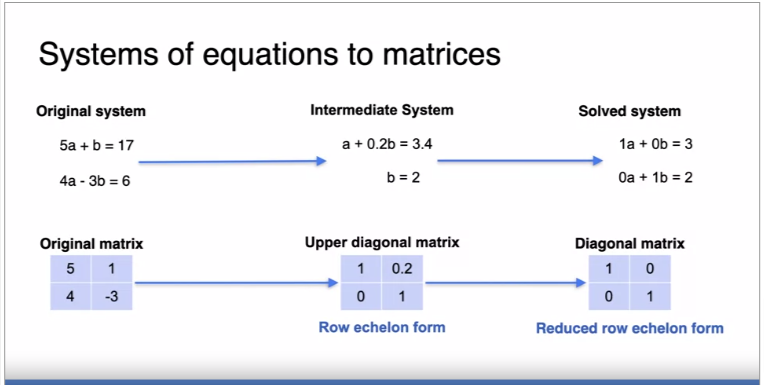 Systems of equations to matrices
Original system
Intermediate System
Solved system
5a + b = 17
a + 0.2b = 3.4
1a + 0b = 3
4a - 3b = 6
b = 2
0a + 1b = 2
Original matrix
Upper diagonal matrix
Diagonal matrix
5 1
1 0.2
1 0
4 -3
0 1
0 1
Row echelon form
Reduced row echelon form